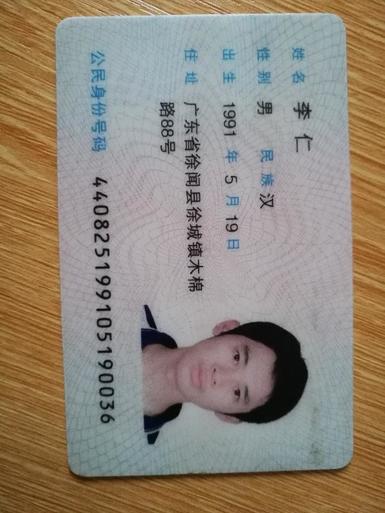 姓名 李仁
性别 男 民族 汉
出生 1991 年 5 月 19 日
住址 广东省徐闻县徐城镇木棉
路88号
公民身份号码 440825199105190036